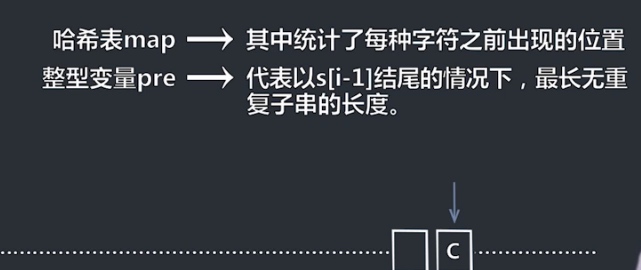 哈希表map → 其中统计了每种字符之前出现的位置
整型变量pre → 代表以s[i-1]结尾的情况下，最长无重
复子串的长度。
C